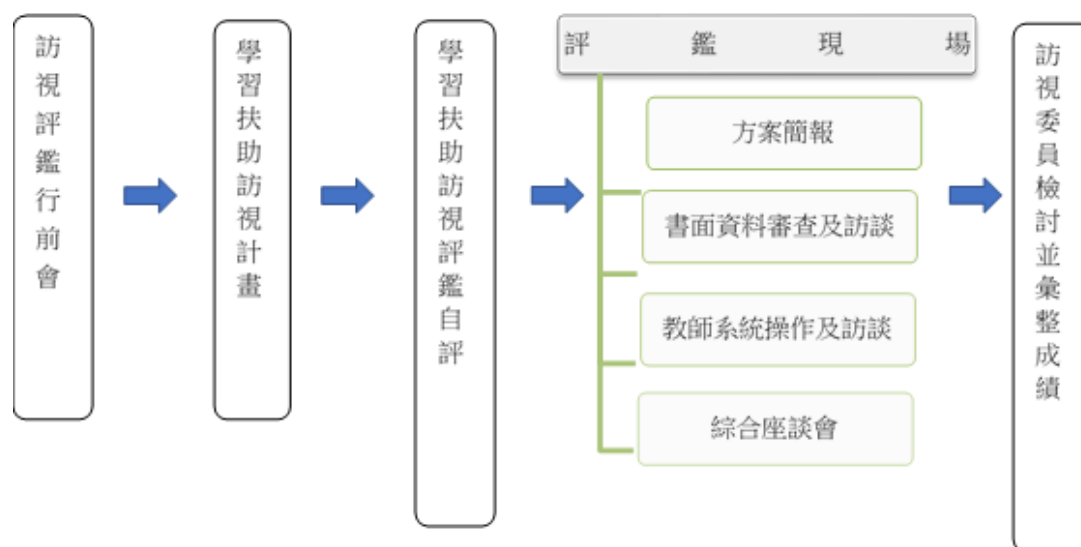 訪視評鑑行前會
學習扶助訪視計畫
學習扶助訪視評鑑自評
評鑑現場
方案簡報
書面資料審查及訪談
教師系統操作及訪談
綜合座談會
訪視委員檢討並彙整成績